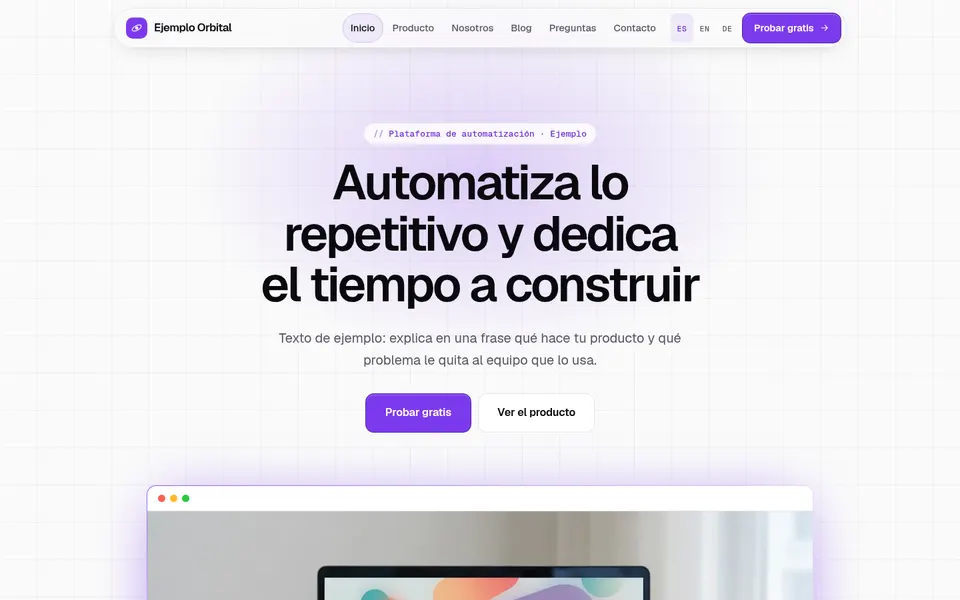 Ejemplo Orbital
Inicio
Producto
Nosotros
Blog
Preguntas
Contacto
ES
EN
DE
Probar gratis →
// Plataforma de automatización · Ejemplo
Automatiza lo
repetitivo y dedica
el tiempo a construir
Texto de ejemplo: explica en una frase qué hace tu producto y qué
problema le quita al equipo que lo usa.
Probar gratis
Ver el producto